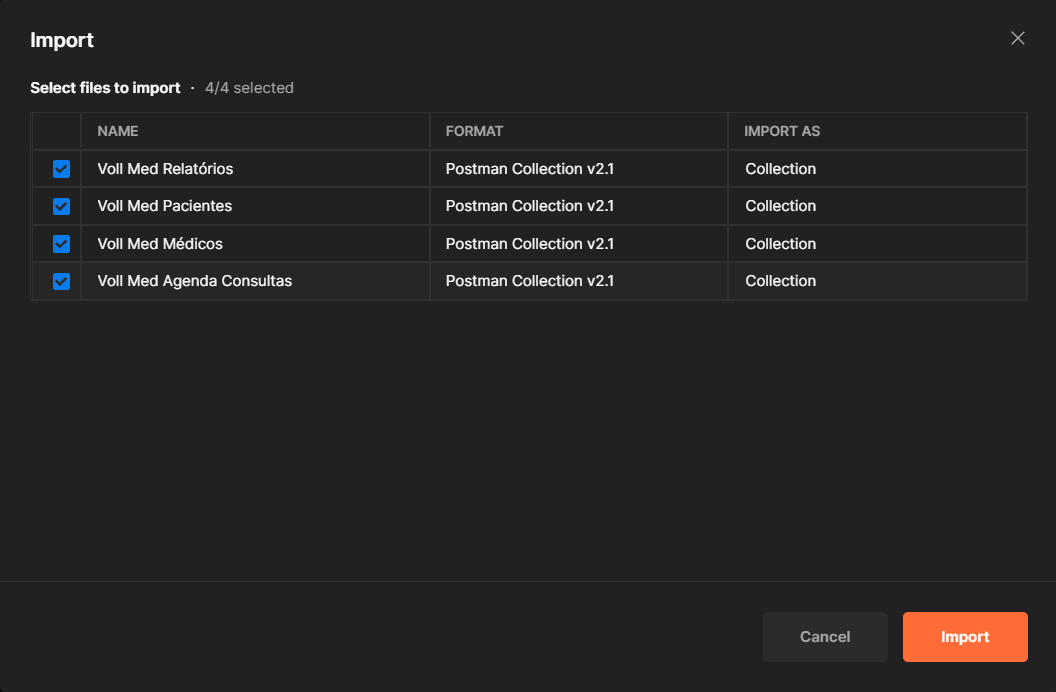 Import
Select files to import · 4/4 selected
NAME FORMAT IMPORT AS
Voll Med Relatórios Postman Collection v2.1 Collection
Voll Med Pacientes Postman Collection v2.1 Collection
Voll Med Médicos Postman Collection v2.1 Collection
Voll Med Agenda Consultas Postman Collection v2.1 Collection
Cancel Import